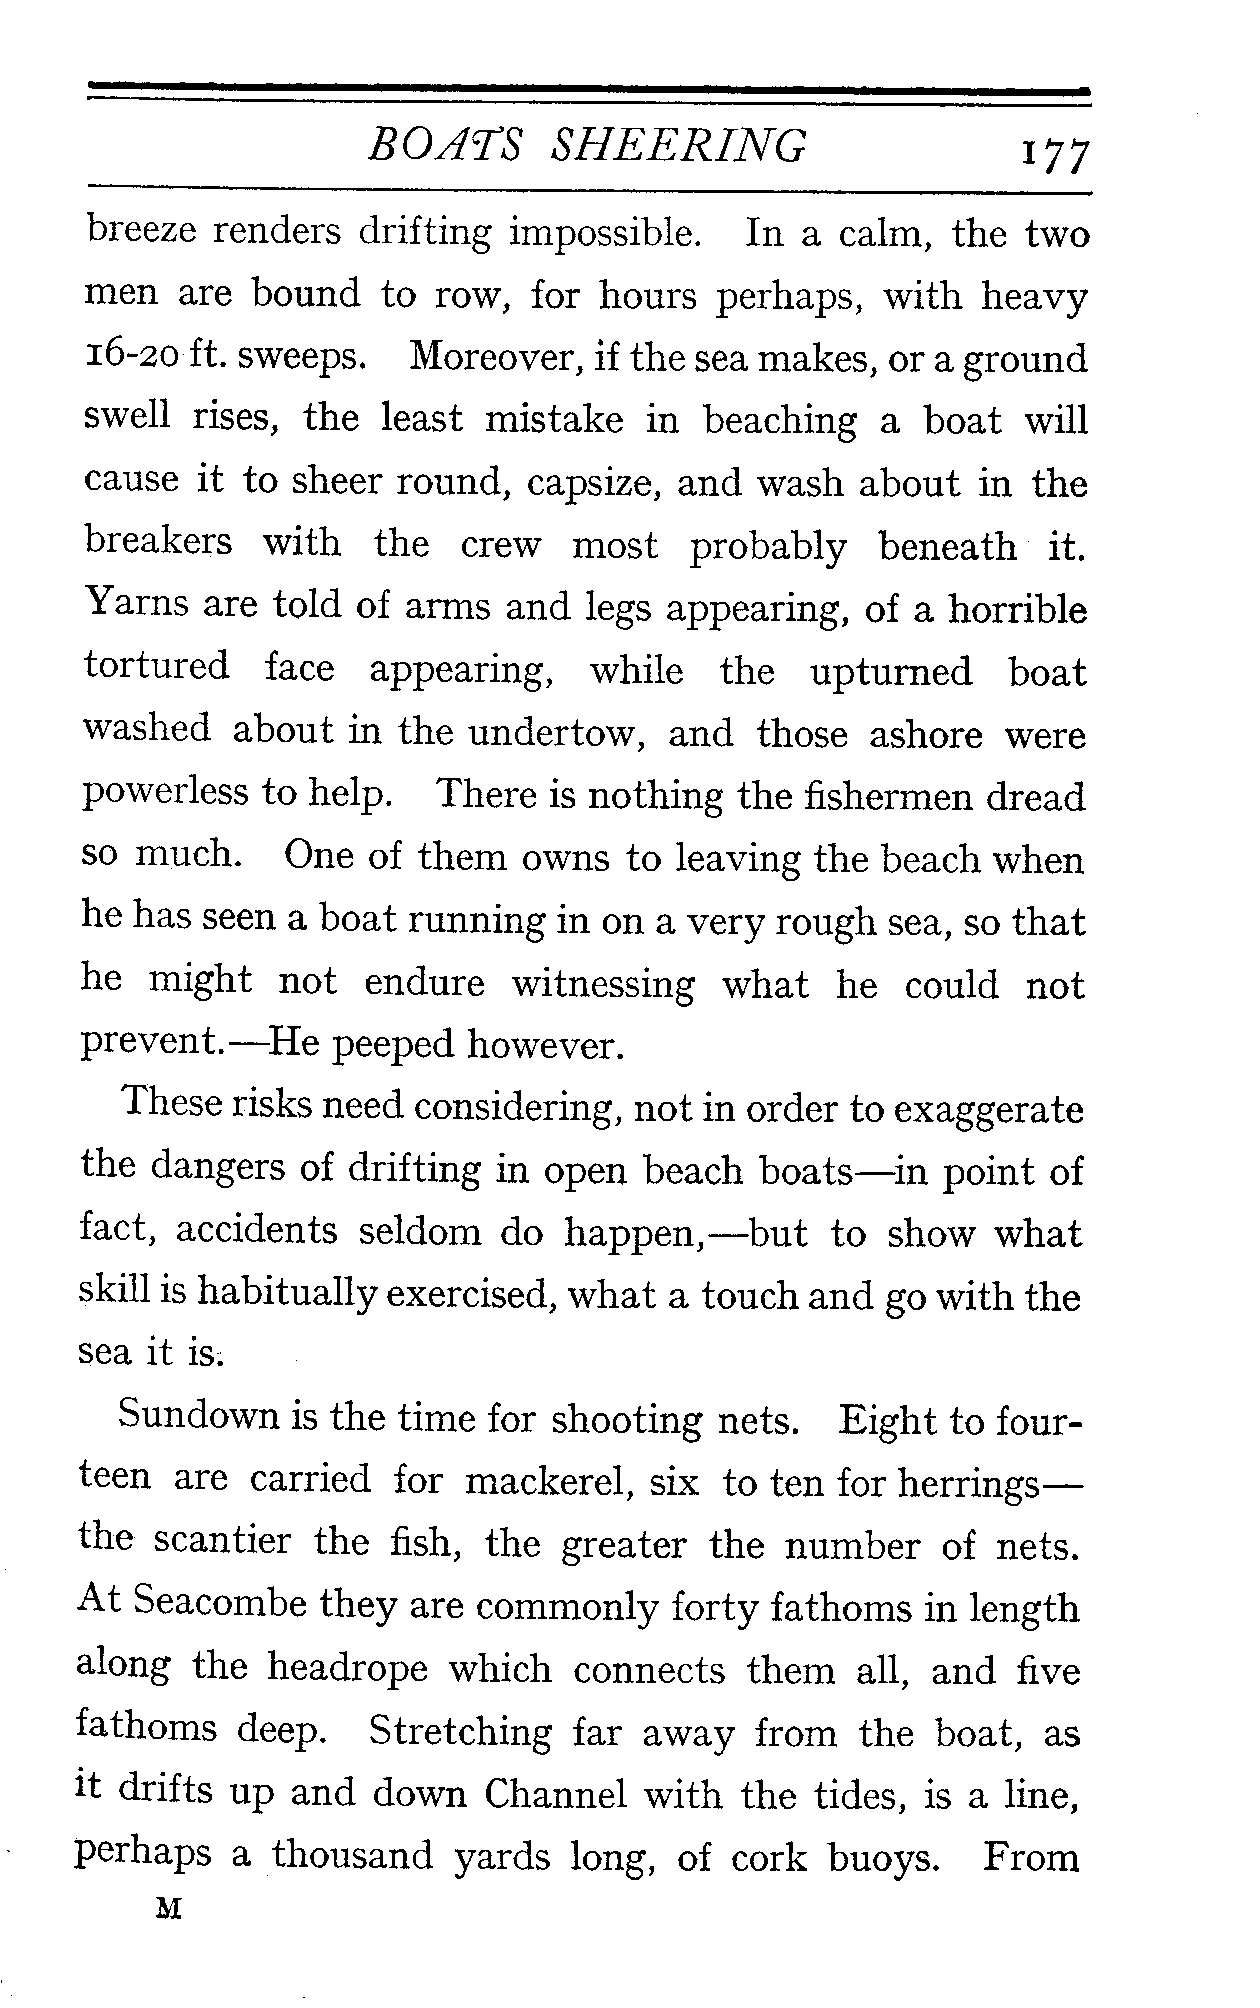 BOATS SHEERING 177
breeze renders drifting impossible. In a calm, the two
men are bound to row, for hours perhaps, with heavy
16-20 ft. sweeps. Moreover, if the sea makes, or a ground
swell rises, the least mistake in beaching a boat will
cause it to sheer round, capsize, and wash about in the
breakers with the crew most probably beneath it.
Yarns are told of arms and legs appearing, of a horrible
tortured face appearing, while the upturned boat
washed about in the undertow, and those ashore were
powerless to help. There is nothing the fishermen dread
so much. One of them owns to leaving the beach when
he has seen a boat running in on a very rough sea, so that
he might not endure witnessing what he could not
prevent.—He peeped however.
These risks need considering, not in order to exaggerate
the dangers of drifting in open beach boats—in point of
fact, accidents seldom do happen,—but to show what
skill is habitually exercised, what a touch and go with the
sea it is.
Sundown is the time for shooting nets. Eight to four-
teen are carried for mackerel, six to ten for herrings—
the scantier the fish, the greater the number of nets.
At Seacombe they are commonly forty fathoms in length
along the headrope which connects them all, and five
fathoms deep. Stretching far away from the boat, as
it drifts up and down Channel with the tides, is a line,
perhaps a thousand yards long, of cork buoys. From
M